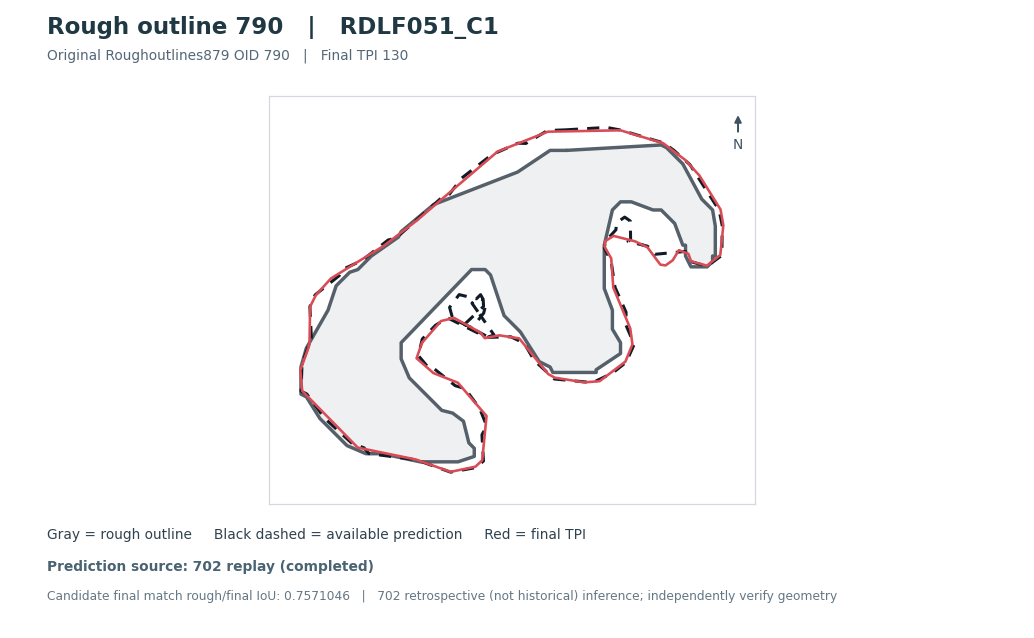 Rough outline 790   |   RDLF051_C1
Original Roughoutlines879 OID 790   |   Final TPI 130
N
Gray = rough outline     Black dashed = available prediction     Red = final TPI
Prediction source: 702 replay (completed)
Candidate final match rough/final IoU: 0.7571046   |   702 retrospective (not historical) inference; independently verify geometry